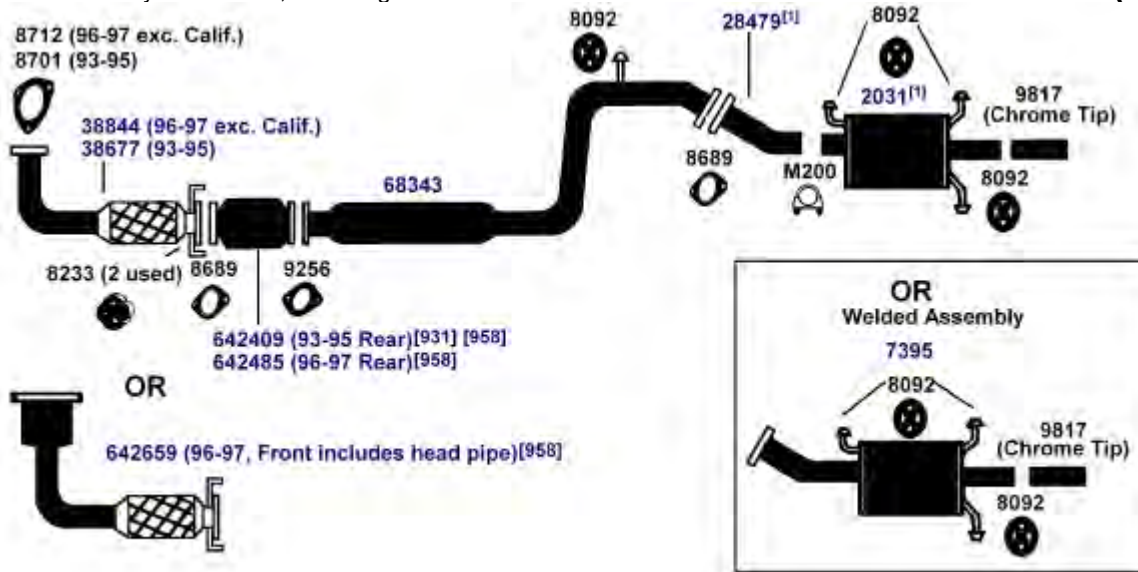 8712 (96-97 exc. Calif.)
8701 (93-95)
38844 (96-97 exc. Calif.)
38677 (93-95)
8233 (2 used)
8689
9256
642409 (93-95 Rear)[931] [958]
642485 (96-97 Rear)[958]
68343
8092
28479[1]
8689
M200
8092
2031[1]
9817
(Chrome Tip)
8092
OR
642659 (96-97, Front includes head pipe)[958]
OR
Welded Assembly
7395
8092
9817
(Chrome Tip)
8092